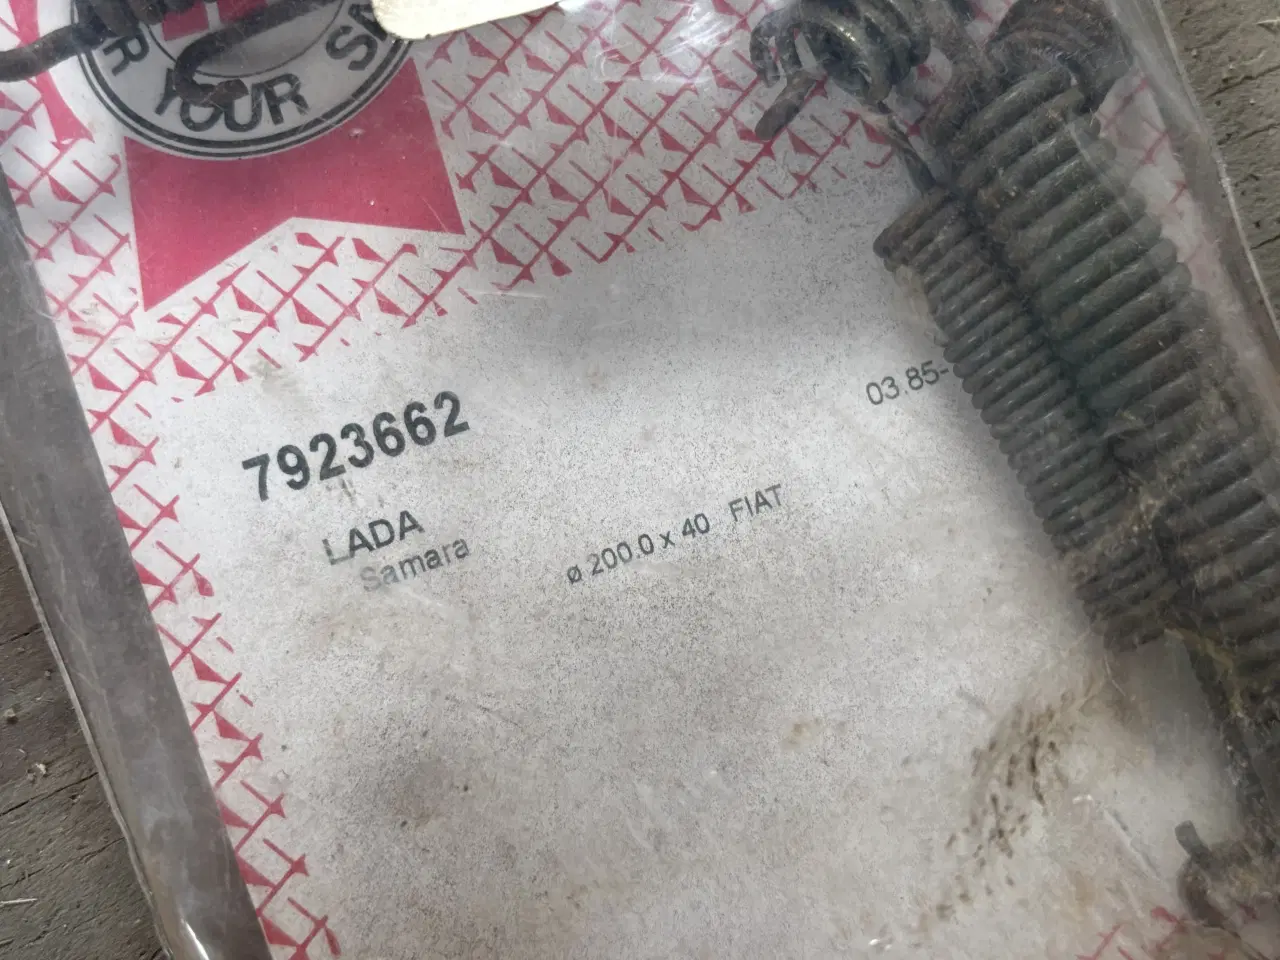 YOUR
7923662
03.85-
LADA
Samara
ø 200.0 x 40 FIAT